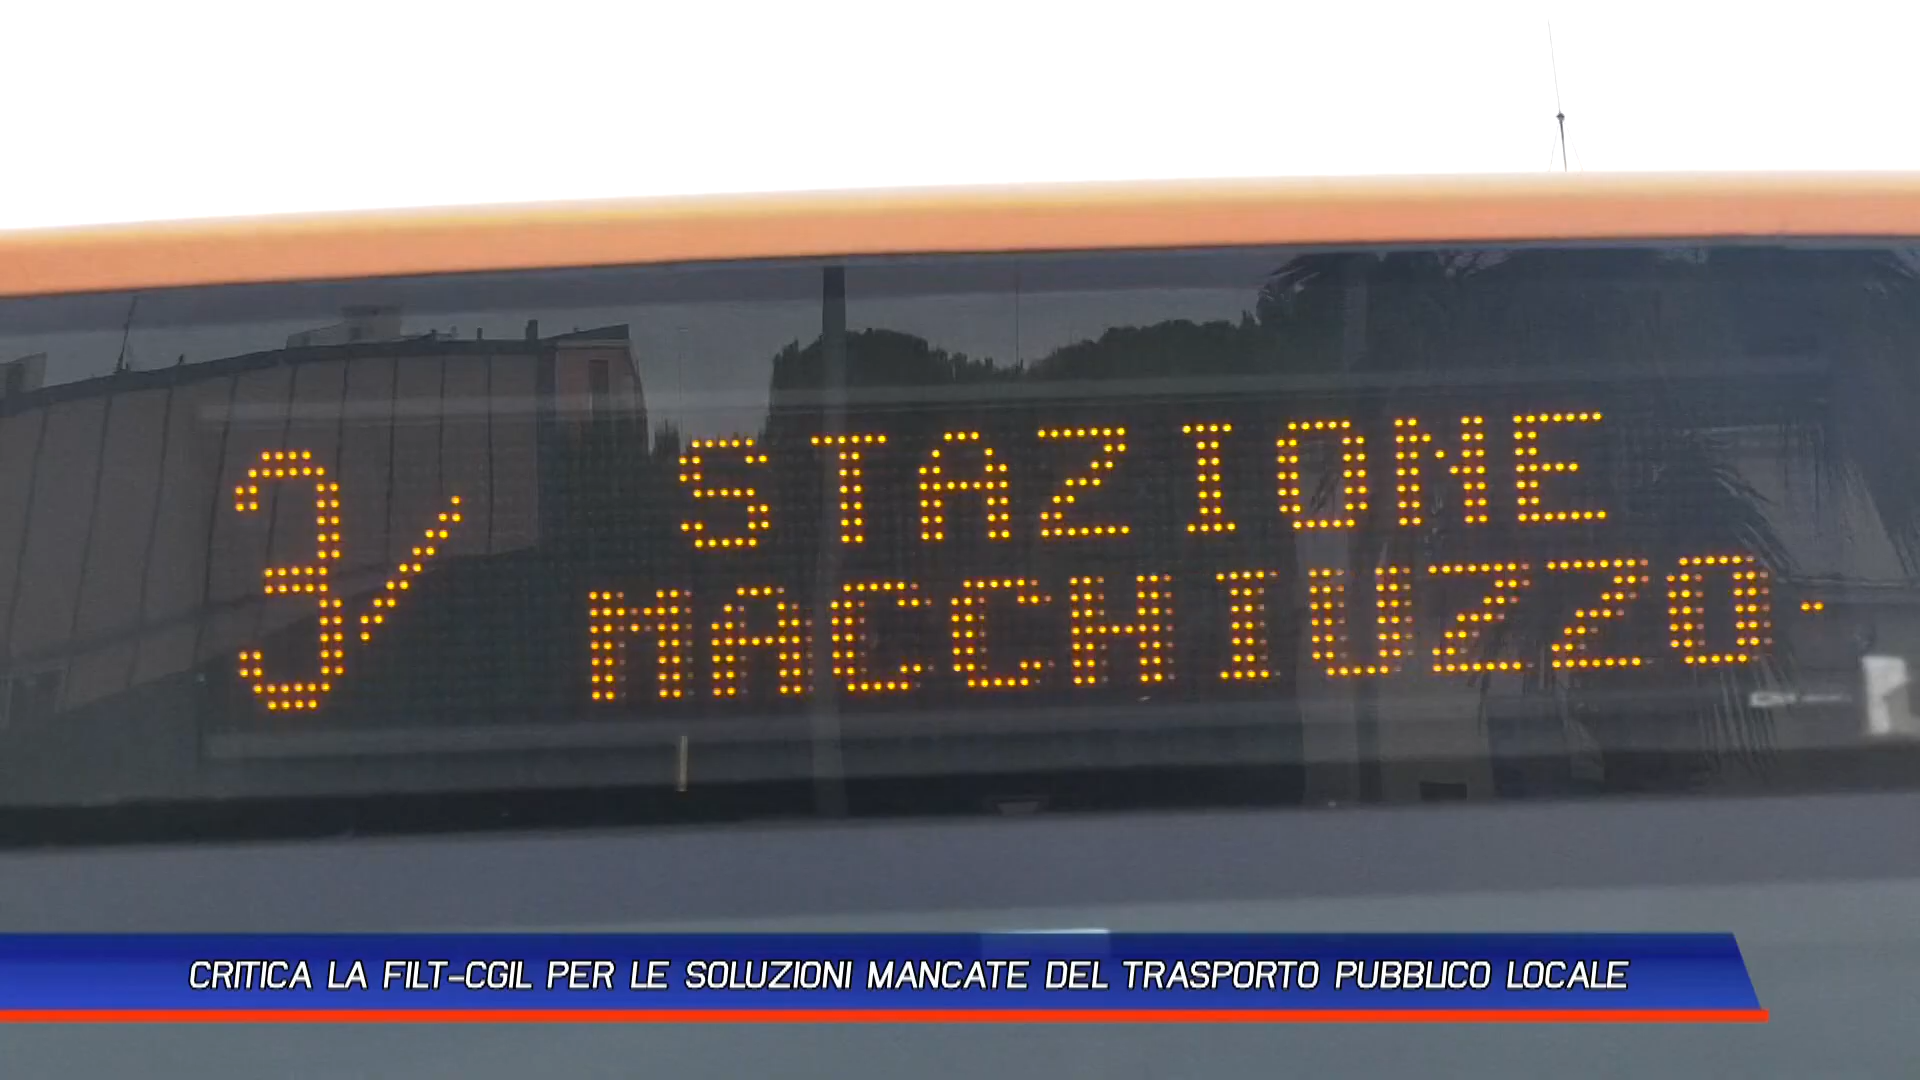 3/ STAZIONE
MACCHIUZZO-
CRITICA LA FILT-CGIL PER LE SOLUZIONI MANCATE DEL TRASPORTO PUBBLICO LOCALE